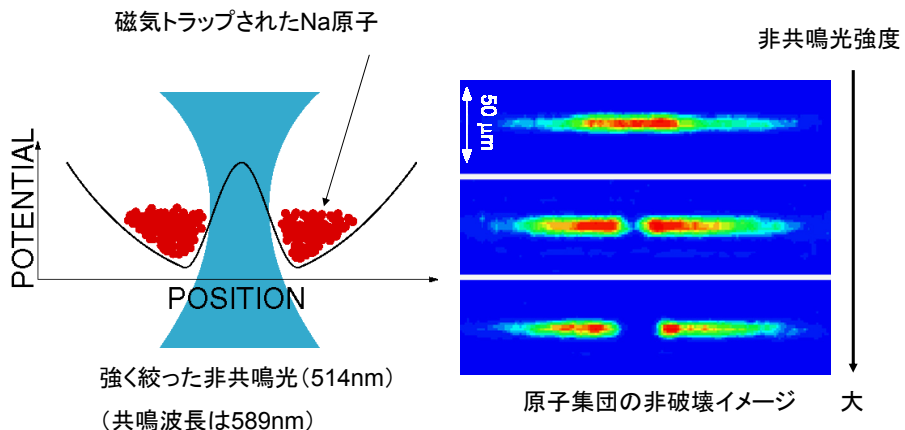 磁気トラップされたNa原子
非共鳴光強度
POTENTIAL
POSITION
50 μm
強く絞った非共鳴光（514nm）
（共鳴波長は589nm）
原子集団の非破壊イメージ
大